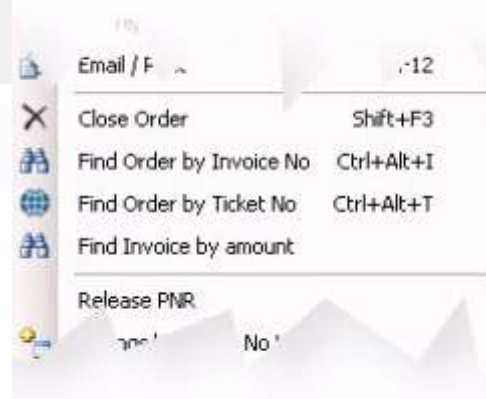 Email /
Close Order Shift+F3
Find Order by Invoice No Ctrl+Alt+I
Find Order by Ticket No Ctrl+Alt+T
Find Invoice by amount
Release PNR
No